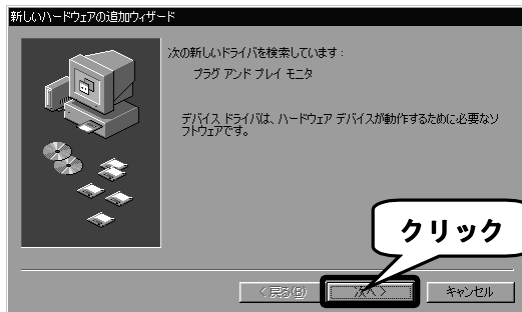 新しいハードウェアの追加ウィザード
次の新しいドライバを検索しています：
プラグ アンド プレイ モニタ
デバイス ドライバは、ハードウェア デバイスが動作するために必要なソ
フトウェアです。
クリック
< 戻る(B)
次へ >
キャンセル